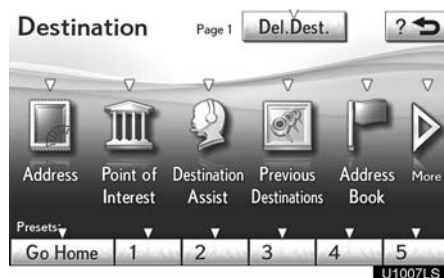 Destination Page 1 Del.Dest. ?
Address Point of Interest Destination Assist Previous Destinations Address Book More
Presets:
Go Home 1 2 3 4 5
U1007LS